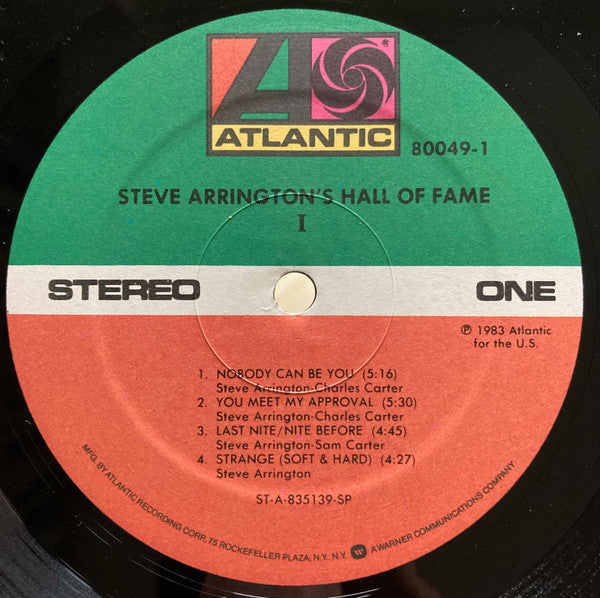 ATLANTIC
®
80049-1
STEVE ARRINGTON'S HALL OF FAME
I
STEREO
ONE
℗ 1983 Atlantic
for the U.S.
1. NOBODY CAN BE YOU (5:16)
Steve Arrington-Charles Carter
2. YOU MEET MY APPROVAL (5:30)
Steve Arrington-Charles Carter
3. LAST NITE/NITE BEFORE (4:45)
Steve Arrington-Sam Carter
4. STRANGE (SOFT & HARD) (4:27)
Steve Arrington
ST-A-835139-SP
MFG. BY ATLANTIC RECORDING CORP. 75 ROCKEFELLER PLAZA, N.Y. N.Y. A WARNER COMMUNICATIONS COMPANY